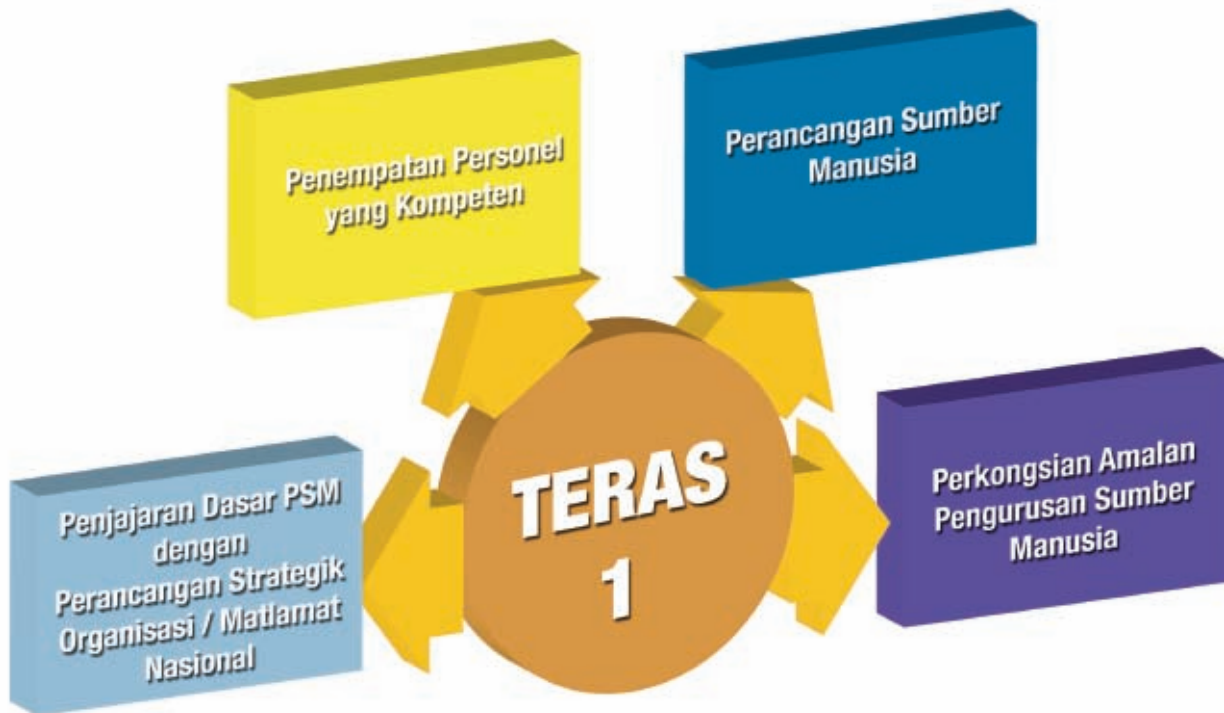 Penempatan Personel
yang Kompeten
Perancangan Sumber
Manusia
Penjajaran Dasar PSM
dengan
Perancangan Strategik
Organisasi / Matlamat
Nasional
TERAS
1
Perkongsian Amalan
Pengurusan Sumber
Manusia